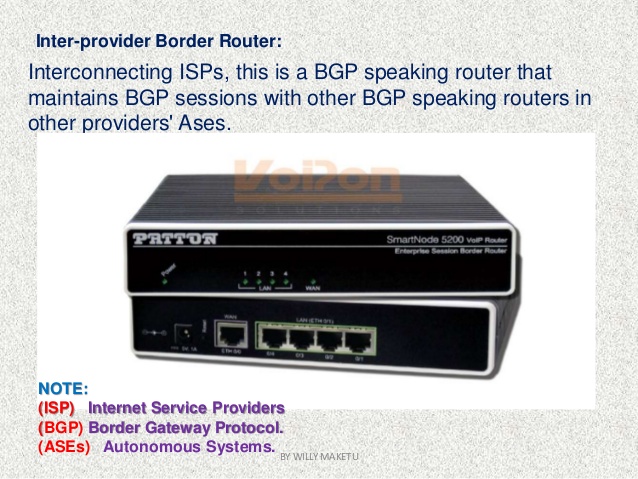 Inter-provider Border Router:
Interconnecting ISPs, this is a BGP speaking router that
maintains BGP sessions with other BGP speaking routers in
other providers' Ases.
VoiPon
SOLUTIONS
PATTON
SmartNode 5200 VoIP Router
Enterprise Session Border Router
Power
1 2 3 4
LAN WAN
WAN
LAN (ETH 0/1)
Power
5V 1A
ETH 0/0
0/4 0/3 0/2 0/1
NOTE:
(ISP) Internet Service Providers
(BGP) Border Gateway Protocol.
(ASEs) Autonomous Systems.
BY WILLY MAKETU